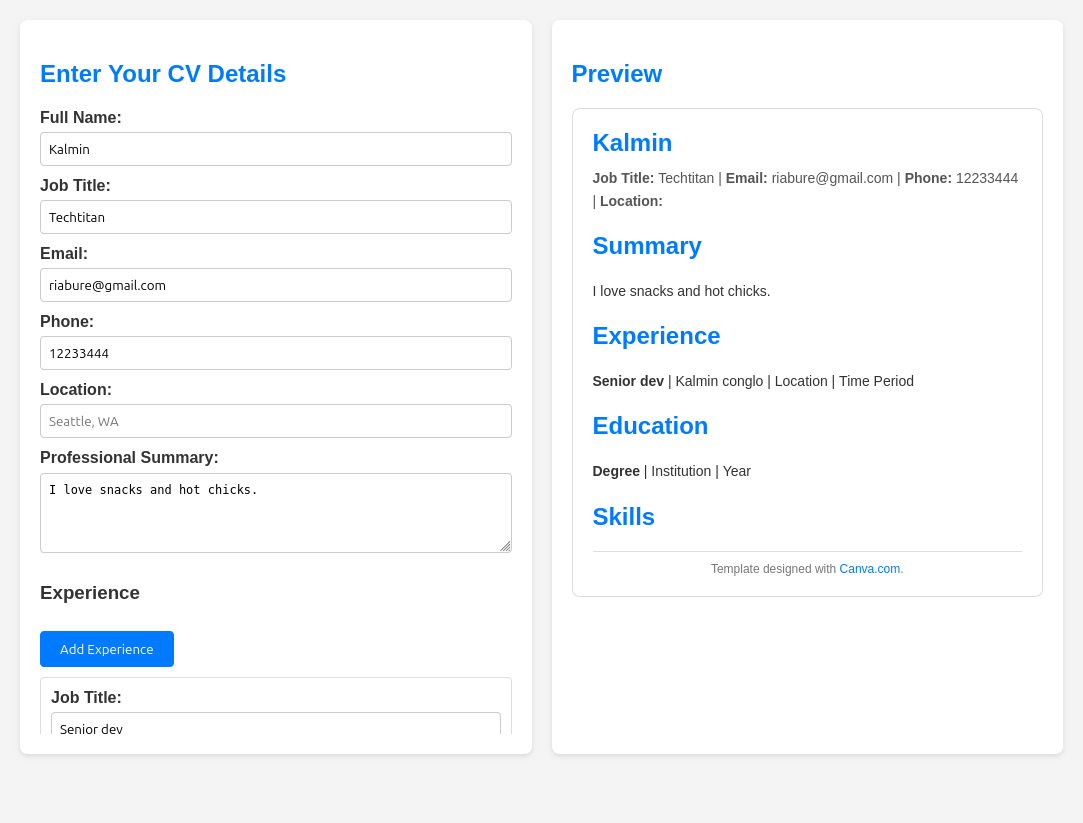 Enter Your CV Details
Full Name:
Kalmin
Job Title:
Techtitan
Email:
riabure@gmail.com
Phone:
12233444
Location:
Seattle, WA
Professional Summary:
I love snacks and hot chicks.
Experience
Add Experience
Job Title:
Senior dev
Preview
Kalmin
Job Title: Techtitan | Email: riabure@gmail.com | Phone: 12233444
| Location:
Summary
I love snacks and hot chicks.
Experience
Senior dev | Kalmin conglo | Location | Time Period
Education
Degree | Institution | Year
Skills
Template designed with Canva.com.